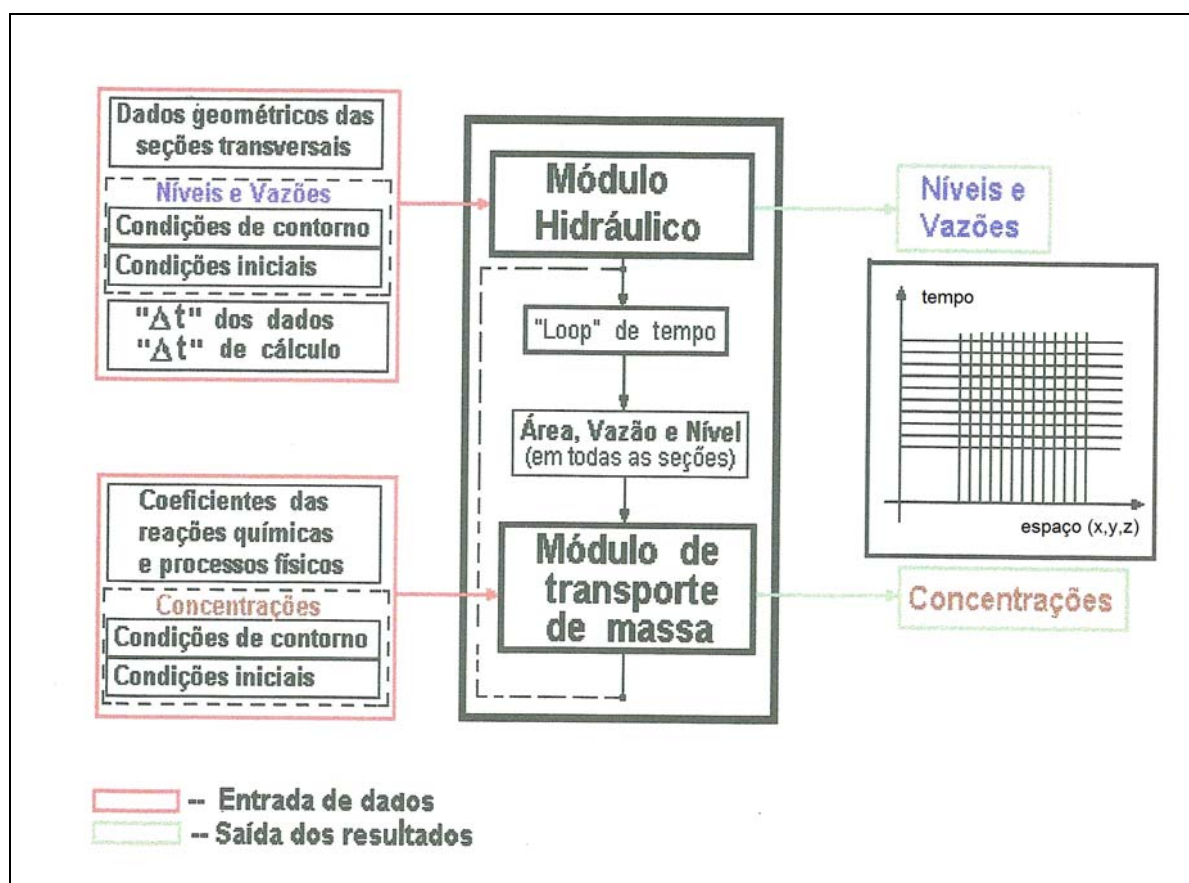 Dados geométricos das
seções transversais
Níveis e Vazões
Condições de contorno
Condições iniciais
"Δt" dos dados
"Δt" de cálculo
Coeficientes das
reações químicas
e processos físicos
Concentrações
Condições de contorno
Condições iniciais
Módulo
Hidráulico
"Loop" de tempo
Área, Vazão e Nível
(em todas as seções)
Módulo de
transporte
de massa
Níveis e
Vazões
tempo
espaço (x,y,z)
Concentrações
-- Entrada de dados
-- Saída dos resultados